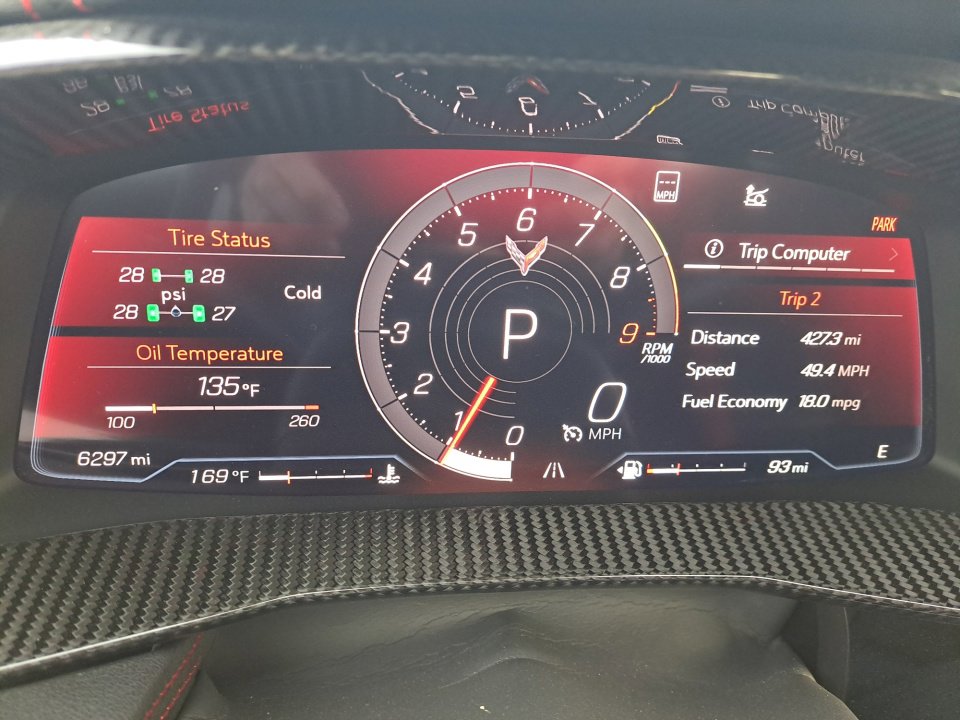 --- MPH
PARK
Tire Status
28 28
psi
28 27
Cold
Oil Temperature
135°F
100 260
6297 mi
169°F
0 1 2 3 4 5 6 7 8 9
RPM
/1000
P
0
MPH
Trip Computer
Trip 2
Distance 427.3 mi
Speed 49.4 MPH
Fuel Economy 18.0 mpg
93 mi
E